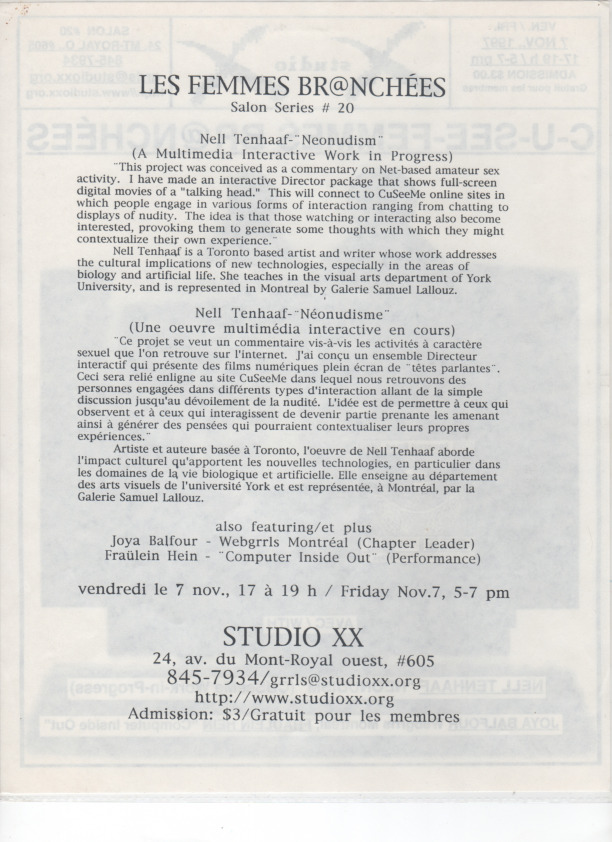 LES FEMMES BR@NCHÉES
Salon Series # 20
Nell Tenhaaf-¨Neonudism¨
(A Multimedia Interactive Work in Progress)
¨This project was conceived as a commentary on Net-based amateur sex
activity. I have made an interactive Director package that shows full-screen
digital movies of a "talking head." This will connect to CuSeeMe online sites in
which people engage in various forms of interaction ranging from chatting to
displays of nudity. The idea is that those watching or interacting also become
interested, provoking them to generate some thoughts with which they might
contextualize their own experience.¨
Nell Tenhaaf is a Toronto based artist and writer whose work addresses
the cultural implications of new technologies, especially in the areas of
biology and artificial life. She teaches in the visual arts department of York
University, and is represented in Montreal by Galerie Samuel Lallouz.
Nell Tenhaaf-¨Néonudisme¨
(Une oeuvre multimédia interactive en cours)
¨Ce projet se veut un commentaire vis-à-vis les activités à caractère
sexuel que l'on retrouve sur l'internet. J'ai conçu un ensemble Directeur
interactif qui présente des films numériques plein écran de ¨têtes parlantes¨.
Ceci sera relié enligne au site CuSeeMe dans lequel nous retrouvons des
personnes engagées dans différents types d'interaction allant de la simple
discussion jusqu'au dévoilement de la nudité. L'idée est de permettre à ceux qui
observent et à ceux qui interagissent de devenir partie prenante les amenant
ainsi à générer des pensées qui pourraient contextualiser leurs propres
expériences.¨
Artiste et auteure basée à Toronto, l'oeuvre de Nell Tenhaaf aborde
l'impact culturel qu'apportent les nouvelles technologies, en particulier dans
les domaines de la vie biologique et artificielle. Elle enseigne au département
des arts visuels de l'université York et est représentée, à Montréal, par la
Galerie Samuel Lallouz.
also featuring/et plus
Joya Balfour - Webgrrls Montréal (Chapter Leader)
Fraülein Hein - ¨Computer Inside Out¨ (Performance)
vendredi le 7 nov., 17 à 19 h / Friday Nov.7, 5-7 pm
STUDIO XX
24, av. du Mont-Royal ouest, #605
845-7934/grrls@studioxx.org
http://www.studioxx.org
Admission: $3/Gratuit pour les membres